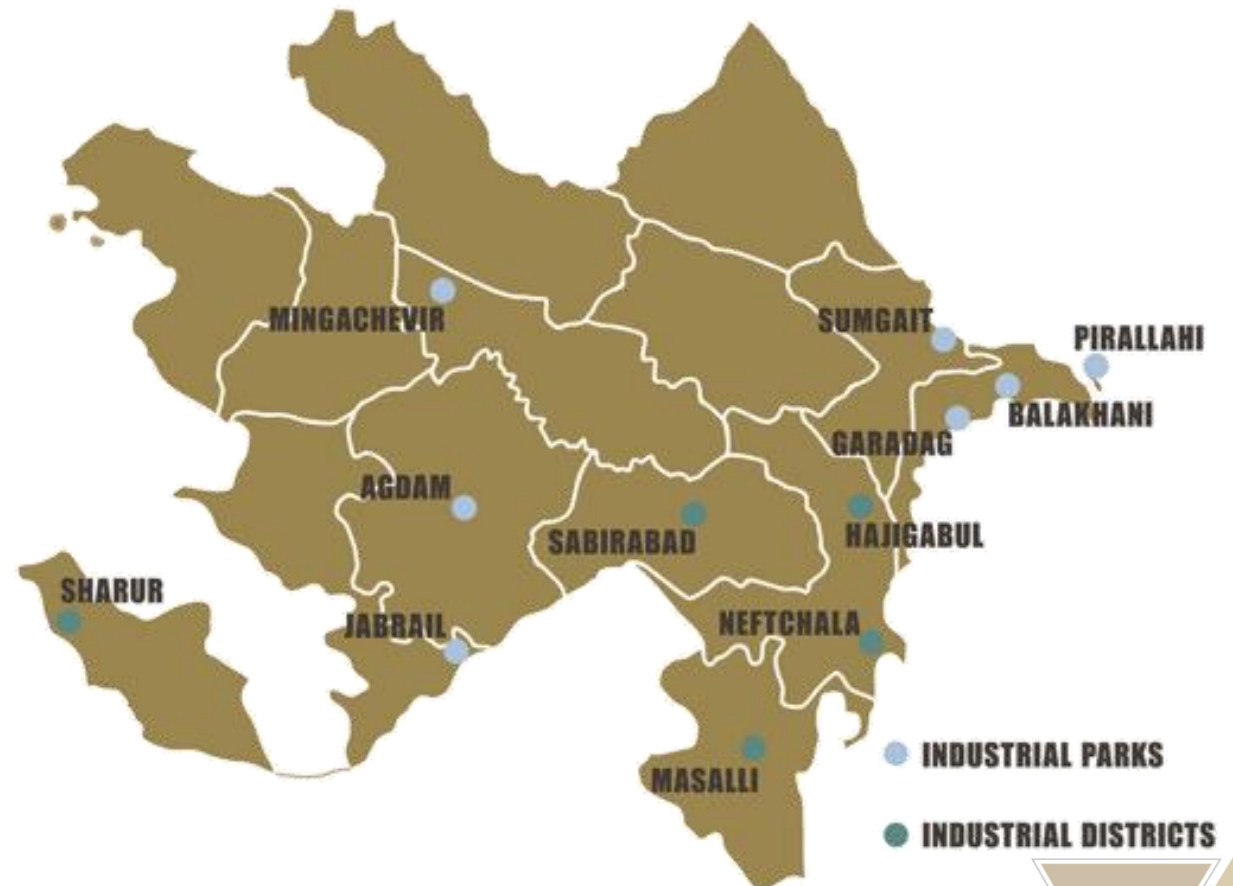 MINGACHEVIR
SUMGAIT
PIRALLAHI
BALAKHANI
GARADAG
AGDAM
SABIRABAD
HAJIGABUL
SHARUR
JABRAIL
NEFTCHALA
MASALLI
INDUSTRIAL PARKS
INDUSTRIAL DISTRICTS